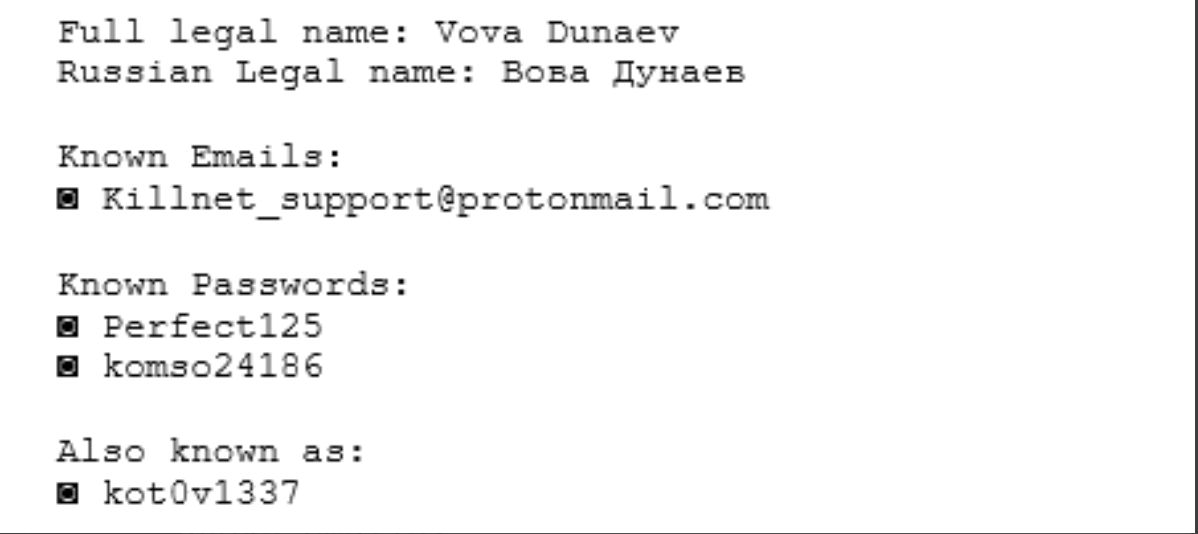 Full legal name: Vova Dunaev
Russian Legal name: Вова Дунаев
Known Emails:
◙ Killnet_support@protonmail.com
Known Passwords:
◙ Perfect125
◙ komso24186
Also known as:
◙ kot0v1337